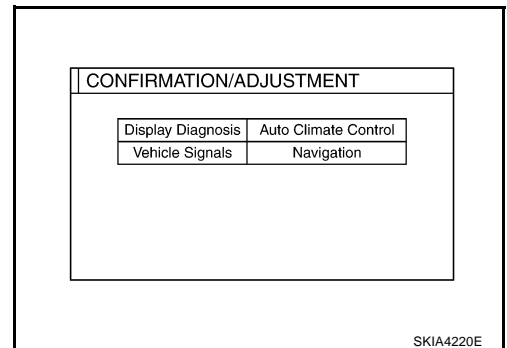 CONFIRMATION/ADJUSTMENT
Display Diagnosis Auto Climate Control
Vehicle Signals Navigation
SKIA4220E